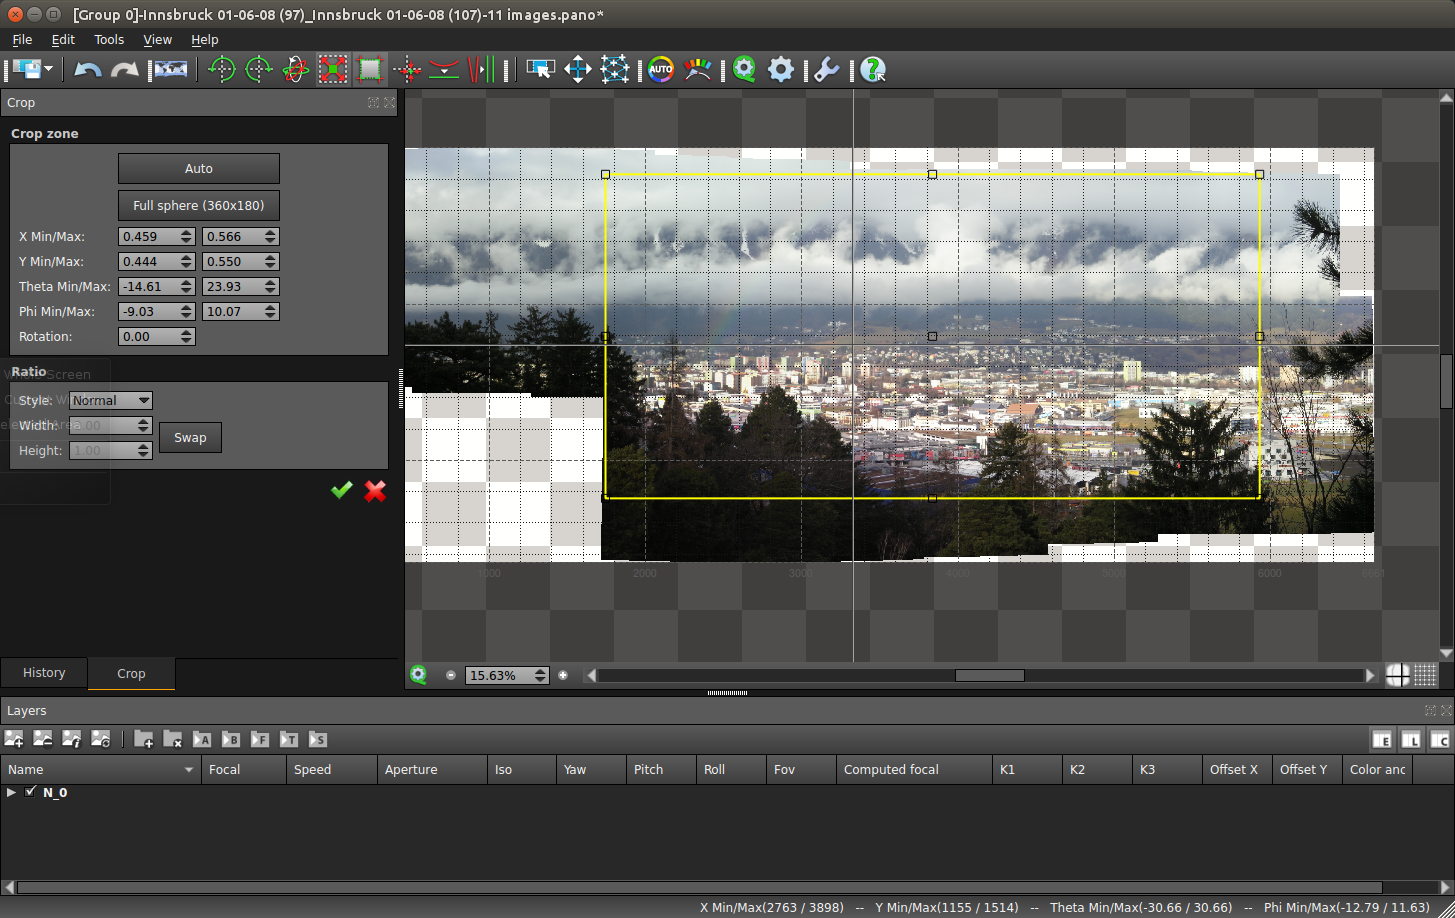 [Group 0]-Innsbruck 01-06-08 (97)_Innsbruck 01-06-08 (107)-11 images.pano*
File Edit Tools View Help
AUTO
Crop
Crop zone
Auto
Full sphere (360x180)
X Min/Max: 0.459 0.566
Y Min/Max: 0.444 0.550
Theta Min/Max: -14.61 23.93
Phi Min/Max: -9.03 10.07
Rotation: 0.00
Ratio
Screen
Style: Normal
Width: 1.00
Swap
Height: 1.00
1000 2000 3000 4000 5000 6000
History Crop
15.63%
Layers
A B F T S E L C
Name Focal Speed Aperture Iso Yaw Pitch Roll Fov Computed focal K1 K2 K3 Offset X Offset Y Color anc
N_0
X Min/Max(2763 / 3898) -- Y Min/Max(1155 / 1514) -- Theta Min/Max(-30.66 / 30.66) -- Phi Min/Max(-12.79 / 11.63)